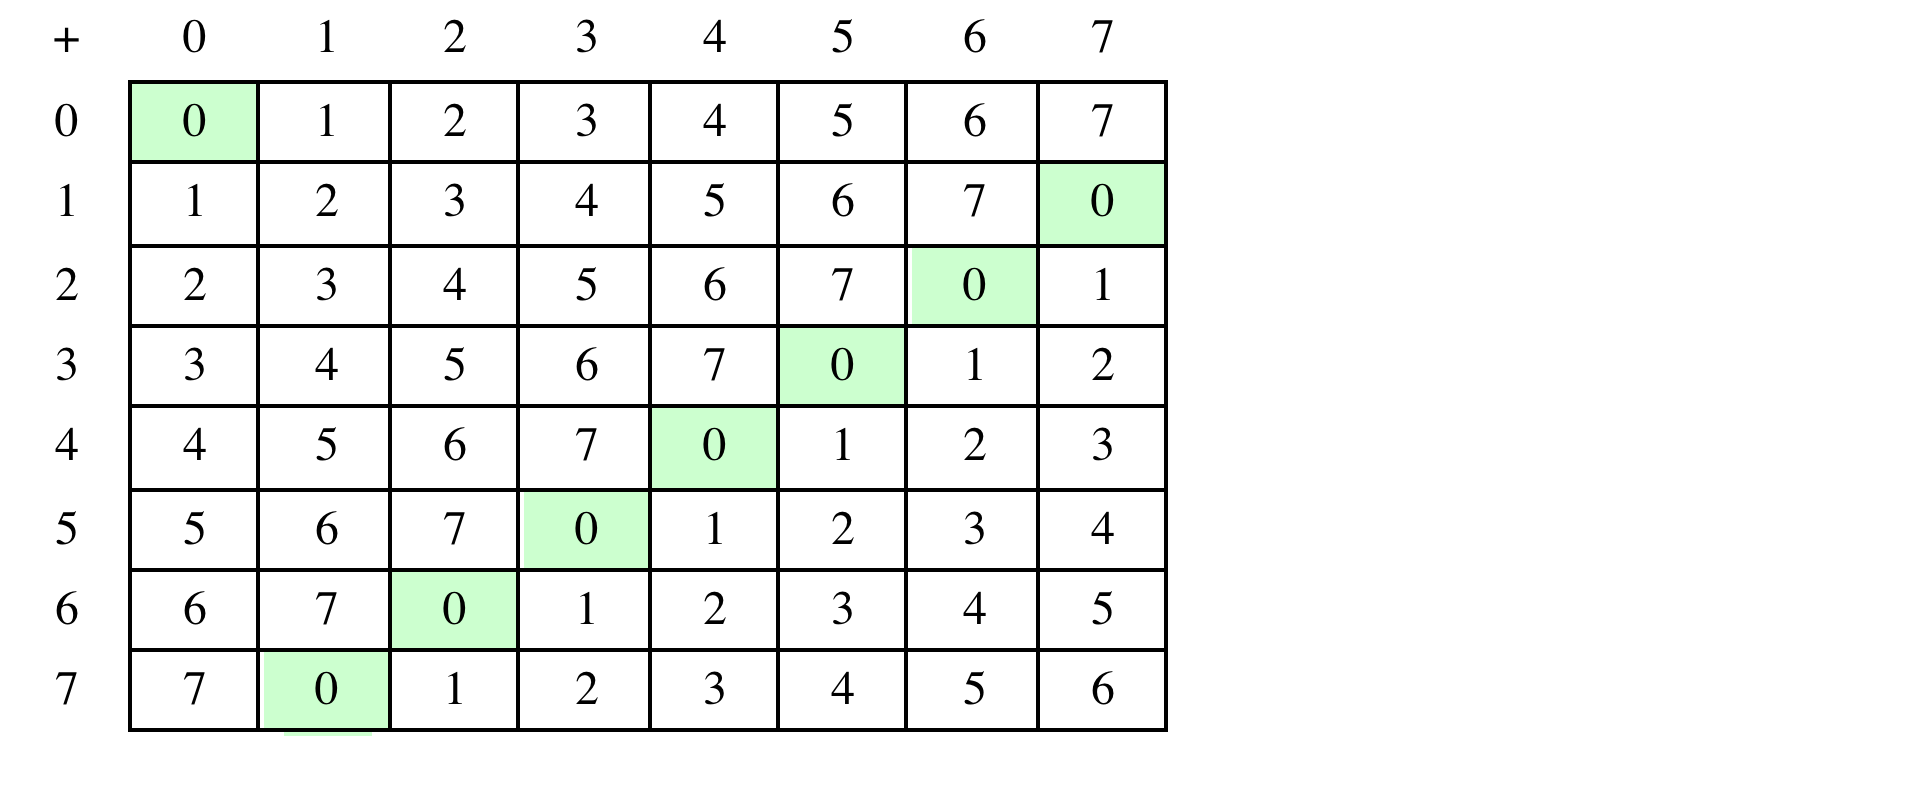 + 0 1 2 3 4 5 6 7
0 0 1 2 3 4 5 6 7
1 1 2 3 4 5 6 7 0
2 2 3 4 5 6 7 0 1
3 3 4 5 6 7 0 1 2
4 4 5 6 7 0 1 2 3
5 5 6 7 0 1 2 3 4
6 6 7 0 1 2 3 4 5
7 7 0 1 2 3 4 5 6